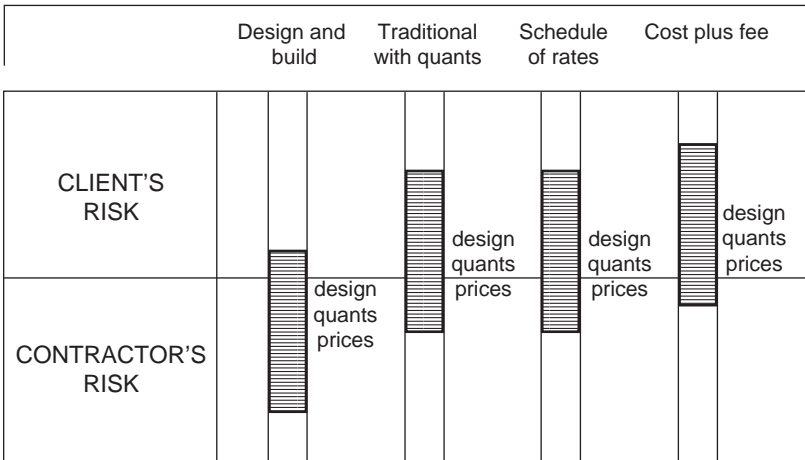 Design and
build
Traditional
with quants
Schedule
of rates
Cost plus fee
CLIENT'S
RISK
CONTRACTOR'S
RISK
design
quants
prices
design
quants
prices
design
quants
prices
design
quants
prices